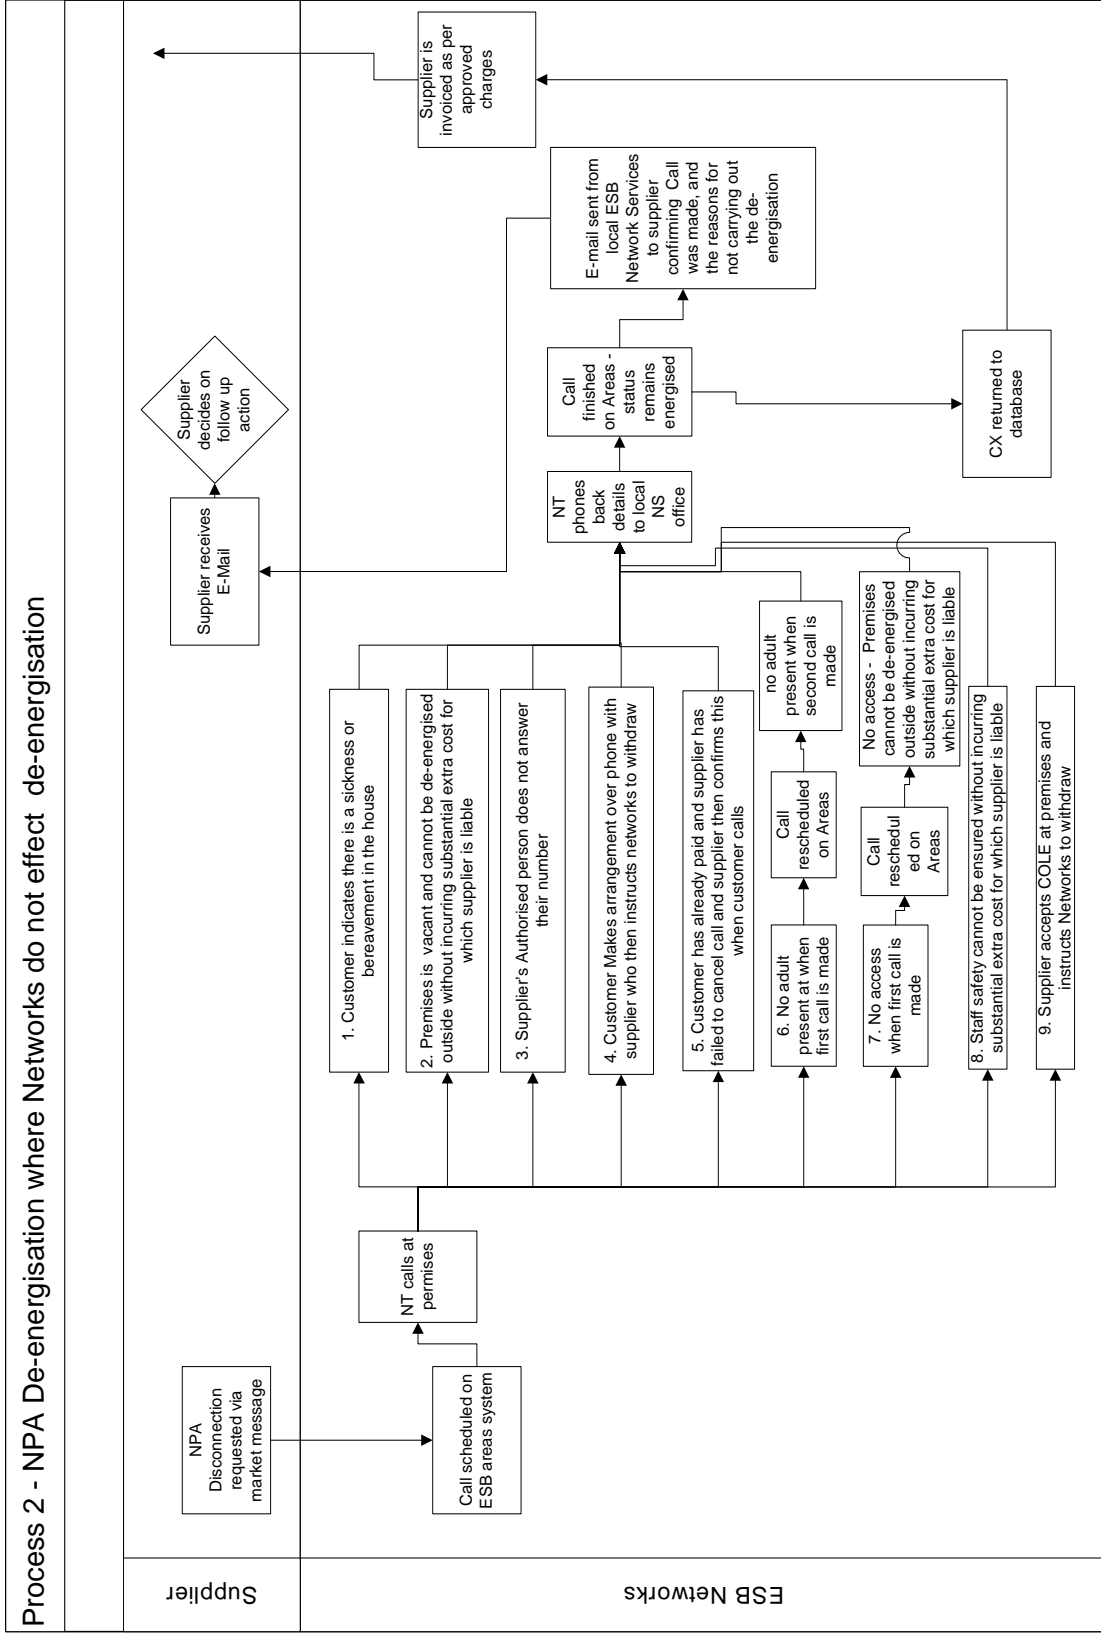 Process 2 - NPA De-energisation where Networks do not effect  de-energisation
Supplier
NPA
Disconnection
requested via
market message
Supplier receives
E-Mail
Supplier
decides on
follow up
action
ESB Networks
Call scheduled on
ESB areas system
NT calls at
permises
1. Customer indicates there is a sickness or
bereavement in the house
2. Premises is  vacant and cannot be de-energised
outside without incurring substantial extra cost for
which supplier is liable
3. Supplier's Authorised person does not answer
their number
4. Customer Makes arrangement over phone with
supplier who then instructs networks to withdraw
5. Customer has already paid and supplier has
failed to cancel call and supplier then confirms this
when customer calls
6. No adult
present at when
first call is made
Call
rescheduled
on Areas
no adult
present when
second call is
made
7. No access
when first call is
made
Call
reschedul
ed on
Areas
No access -  Premises
cannot be de-energised
outside without incurring
substantial extra cost for
which supplier is liable
8. Staff safety cannot be ensured without incurring
substantial extra cost for which supplier is liable
9. Supplier accepts COLE at premises and
instructs Networks to withdraw
NT
phones
back
details
to local
NS
office
Call
finished
on Areas -
status
remains
energised
E-mail sent from
local ESB
Network Services
to supplier
confirming  Call
was made, and
the reasons for
not carrying out
the de-
energisation
CX returned to
database
Supplier is
invoiced as per
approved
charges